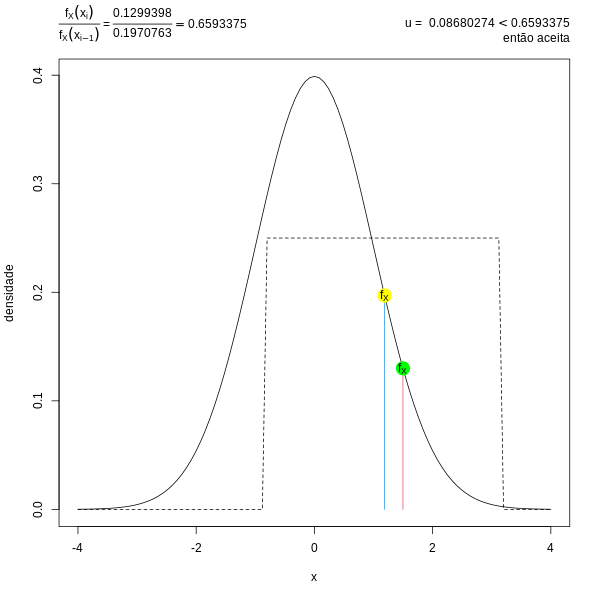 fX(xi) / fX(xi−1) = 0.1299398 / 0.1970763 = 0.6593375
u = 0.08680274 < 0.6593375
então aceita
densidade
0.4
0.3
0.2
0.1
0.0
fX
fX
-4 -2 0 2 4
x